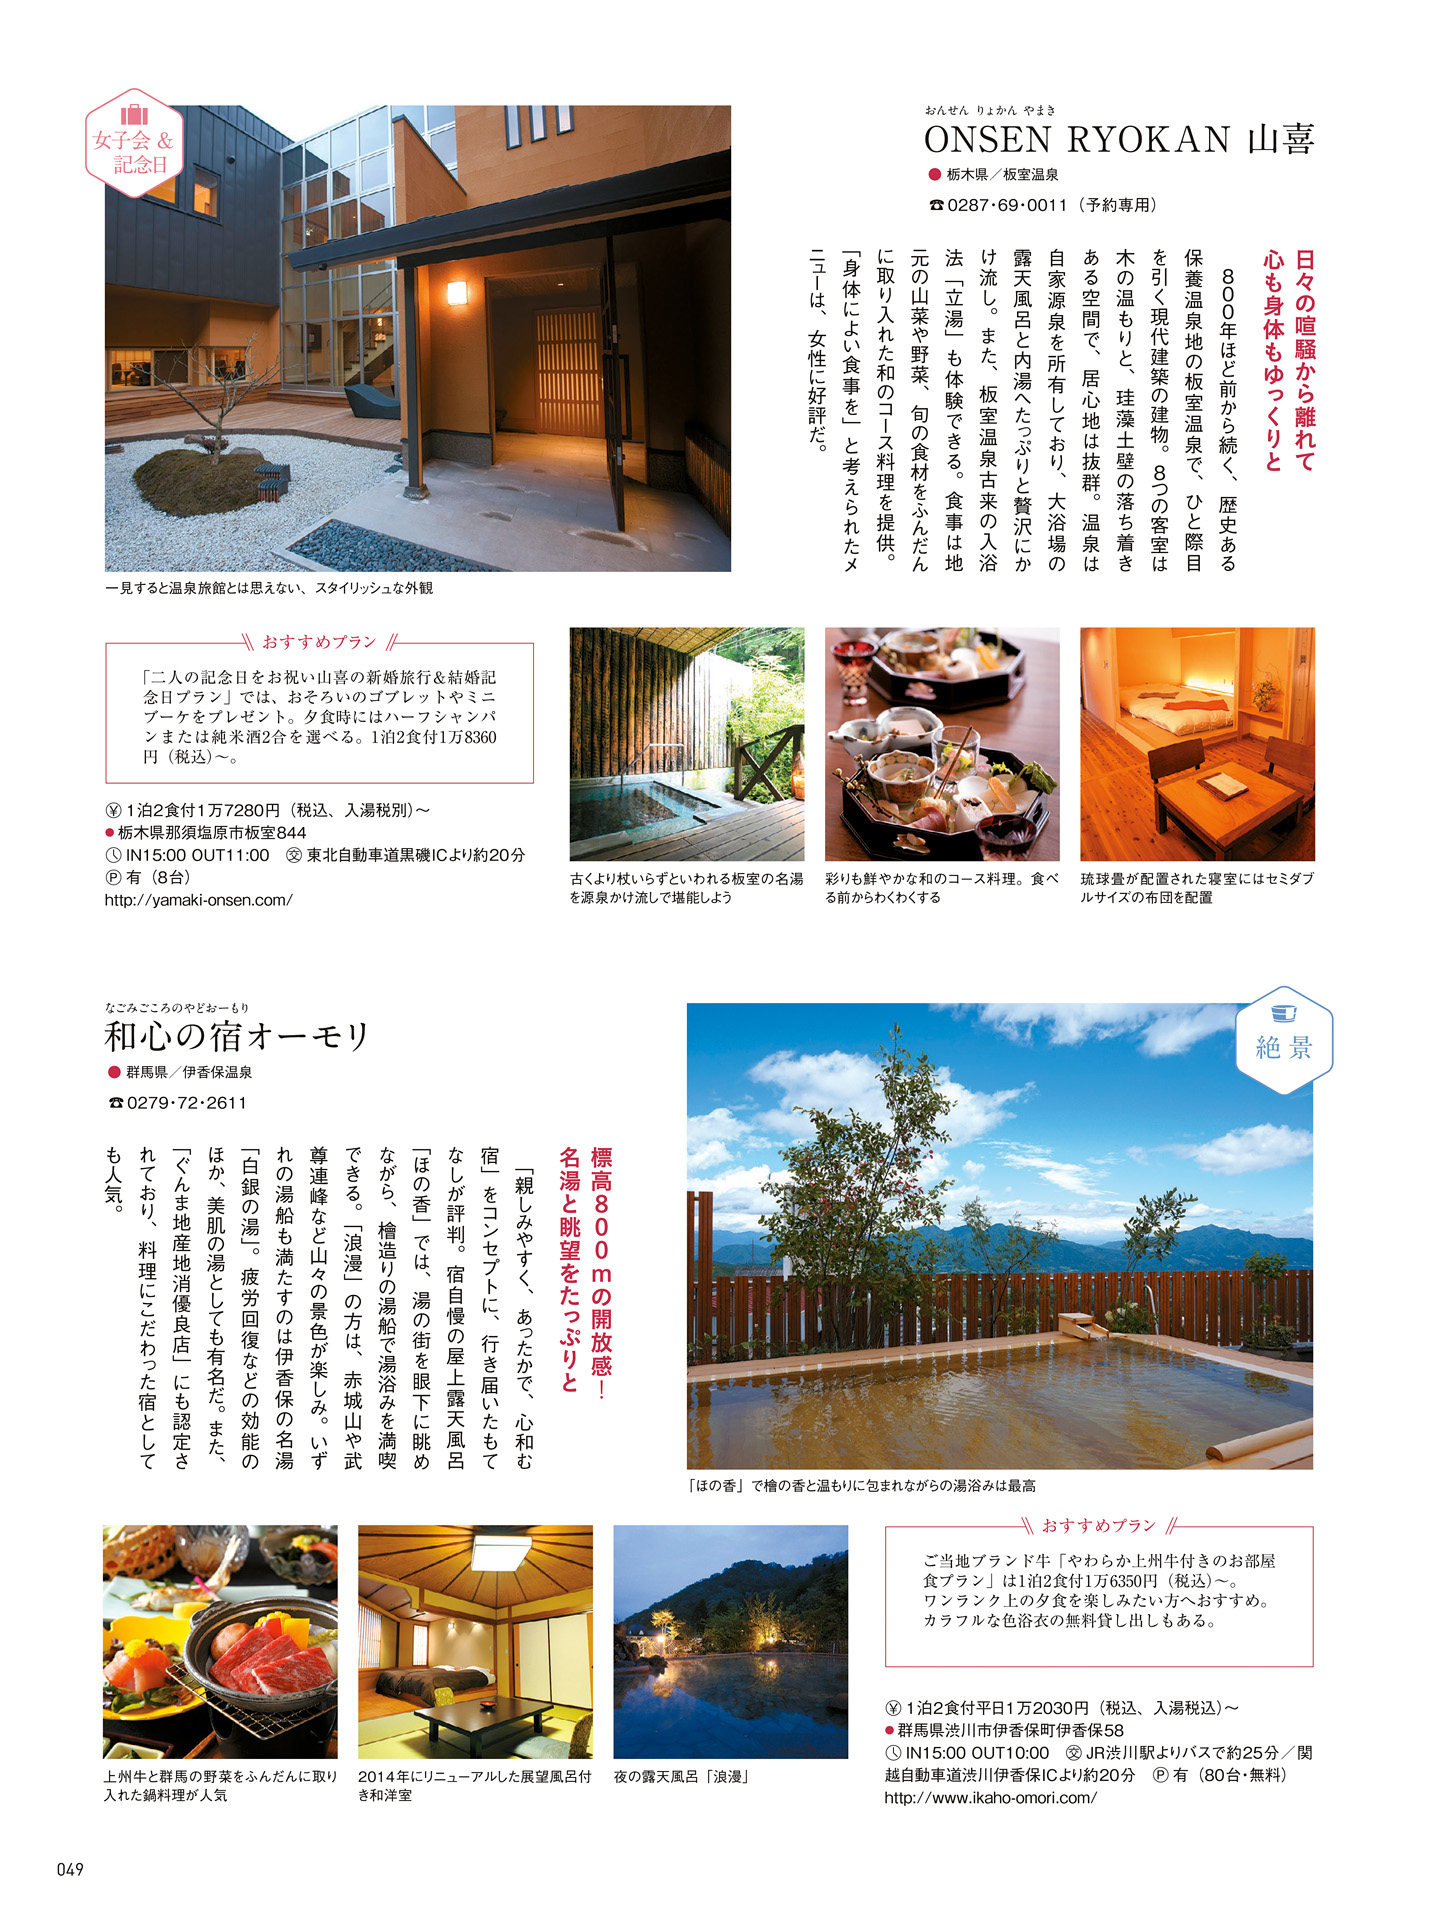 女子会 &
記念日
おんせん りょかん やまき
ONSEN RYOKAN 山喜
● 栃木県／板室温泉
☎0287・69・0011（予約専用）
日々の喧騒から離れて
心も身体もゆっくりと
８００年ほど前から続く、歴史ある
保養温泉地の板室温泉で、ひと際目
を引く現代建築の建物。８つの客室は
木の温もりと、珪藻土壁の落ち着き
ある空間で、居心地は抜群。温泉は
自家源泉を所有しており、大浴場の
露天風呂と内湯へたっぷりと贅沢にか
け流し。また、板室温泉古来の入浴
法「立湯」も体験できる。食事は地
元の山菜や野菜、旬の食材をふんだん
に取り入れた和のコース料理を提供。
「身体によい食事を」と考えられたメ
ニューは、女性に好評だ。
一見すると温泉旅館とは思えない、スタイリッシュな外観
おすすめプラン
「二人の記念日をお祝い山喜の新婚旅行&結婚記
念日プラン」では、おそろいのゴブレットやミニ
ブーケをプレゼント。夕食時にはハーフシャンパ
ンまたは純米酒2合を選べる。1泊2食付1万8360
円（税込）〜。
¥ 1泊2食付1万7280円（税込、入湯税別）〜
●栃木県那須塩原市板室844
IN15:00 OUT11:00　交 東北自動車道黒磯ICより約20分
P 有（8台）
http://yamaki-onsen.com/
古くより杖いらずといわれる板室の名湯
を源泉かけ流しで堪能しよう
彩りも鮮やかな和のコース料理。食べ
る前からわくわくする
琉球畳が配置された寝室にはセミダブ
ルサイズの布団を配置
なごみごころのやどおーもり
和心の宿オーモリ
● 群馬県／伊香保温泉
☎0279・72・2611
絶景
標高８００ｍの開放感！
名湯と眺望をたっぷりと
「親しみやすく、あったかで、心和む
宿」をコンセプトに、行き届いたもて
なしが評判。宿自慢の屋上露天風呂
「ほの香」では、湯の街を眼下に眺め
ながら、檜造りの湯船で湯浴みを満喫
できる。「浪漫」の方は、赤城山や武
尊連峰など山々の景色が楽しみ。いず
れの湯船も満たすのは伊香保の名湯
「白銀の湯」。疲労回復などの効能の
ほか、美肌の湯としても有名だ。また、
「ぐんま地産地消優良店」にも認定さ
れており、料理にこだわった宿として
も人気。
「ほの香」で檜の香と温もりに包まれながらの湯浴みは最高
上州牛と群馬の野菜をふんだんに取り
入れた鍋料理が人気
2014年にリニューアルした展望風呂付
き和洋室
夜の露天風呂「浪漫」
おすすめプラン
ご当地ブランド牛「やわらか上州牛付きのお部屋
食プラン」は1泊2食付1万6350円（税込）〜。
ワンランク上の夕食を楽しみたい方へおすすめ。
カラフルな色浴衣の無料貸し出しもある。
¥ 1泊2食付平日1万2030円（税込、入湯税込）〜
●群馬県渋川市伊香保町伊香保58
IN15:00 OUT10:00　交 JR渋川駅よりバスで約25分／関
越自動車道渋川伊香保ICより約20分　P 有（80台・無料）
http://www.ikaho-omori.com/
049